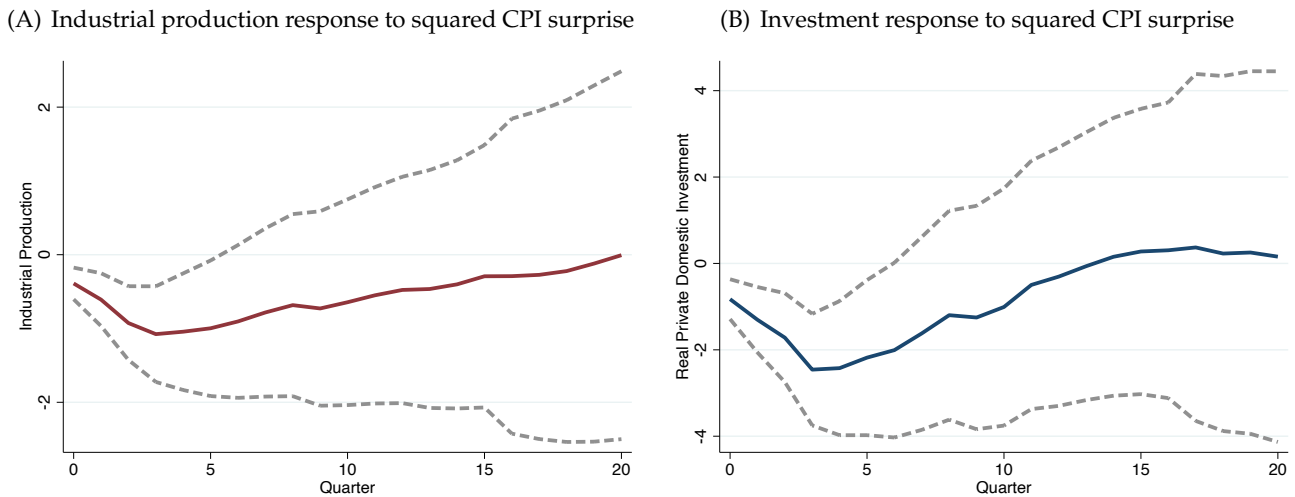 (A) Industrial production response to squared CPI surprise
(B) Investment response to squared CPI surprise
Industrial Production
2
0
-2
0 5 10 15 20
Quarter
Real Private Domestic Investment
4
2
0
-2
-4
0 5 10 15 20
Quarter